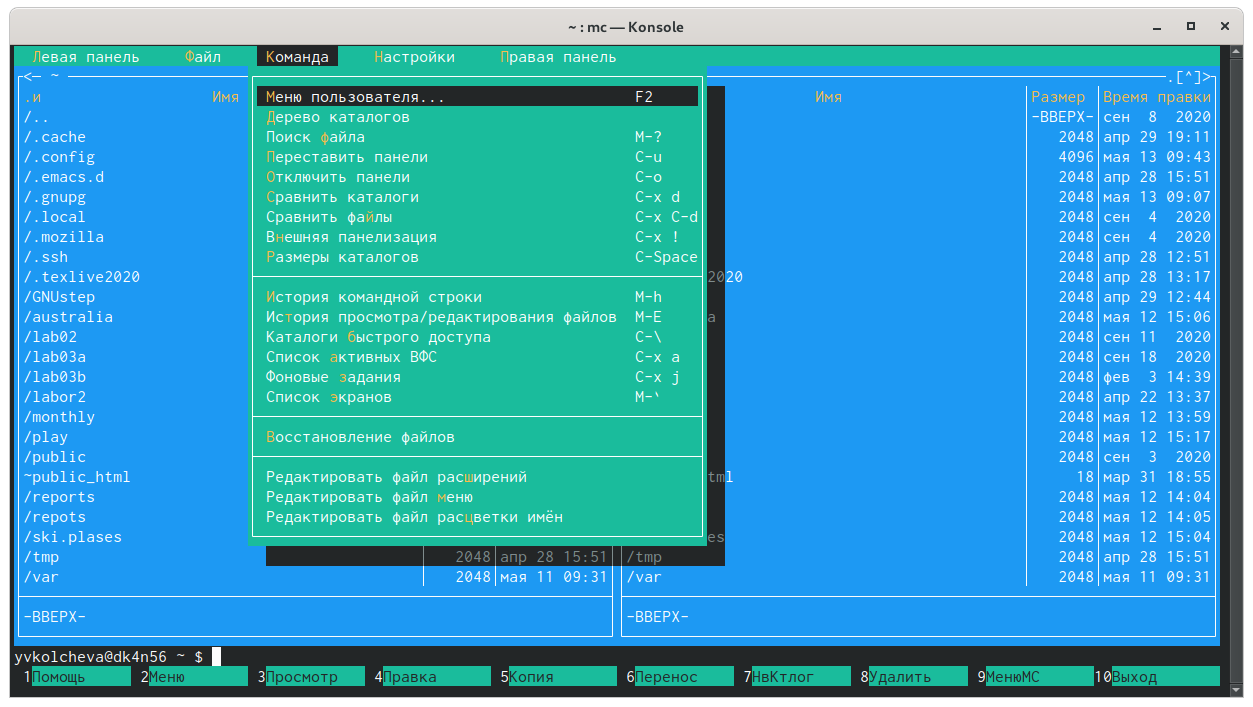 ~ : mc — Konsole
Левая панель Файл Команда Настройки Правая панель
<— ~ .[^]>
.и Имя Меню пользователя... F2 Имя Размер Время правки
/.. Дерево каталогов -ВВЕРХ- сен 8 2020
/.cache Поиск файла M-? 2048 апр 29 19:11
/.config Переставить панели C-u 4096 мая 13 09:43
/.emacs.d Отключить панели C-o 2048 апр 28 15:51
/.gnupg Сравнить каталоги C-x d 2048 мая 13 09:07
/.local Сравнить файлы C-x C-d 2048 сен 4 2020
/.mozilla Внешняя панелизация C-x ! 2048 сен 4 2020
/.ssh Размеры каталогов C-Space 2048 апр 28 12:51
/.texlive2020 2020 2048 апр 28 13:17
/GNUstep История командной строки M-h 2048 апр 29 12:44
/australia История просмотра/редактирования файлов M-E a 2048 мая 12 15:06
/lab02 Каталоги быстрого доступа C-\ 2048 сен 11 2020
/lab03a Список активных ВФС C-x a 2048 сен 18 2020
/lab03b Фоновые задания C-x j 2048 фев 3 14:39
/labor2 Список экранов M-` 2048 апр 22 13:37
/monthly 2048 мая 12 13:59
/play Восстановление файлов 2048 мая 12 15:17
/public 2048 сен 3 2020
~public_html Редактировать файл расширений tml 18 мар 31 18:55
/reports Редактировать файл меню 2048 мая 12 14:04
/repots Редактировать файл расцветки имён 2048 мая 12 14:05
/ski.plases es 2048 мая 12 15:04
/tmp 2048 апр 28 15:51 /tmp 2048 апр 28 15:51
/var 2048 мая 11 09:31 /var 2048 мая 11 09:31
-ВВЕРХ- -ВВЕРХ-
yvkolcheva@dk4n56 ~ $
1Помощь 2Меню 3Просмотр 4Правка 5Копия 6Перенос 7НвКтлог 8Удалить 9МенюМС 10Выход